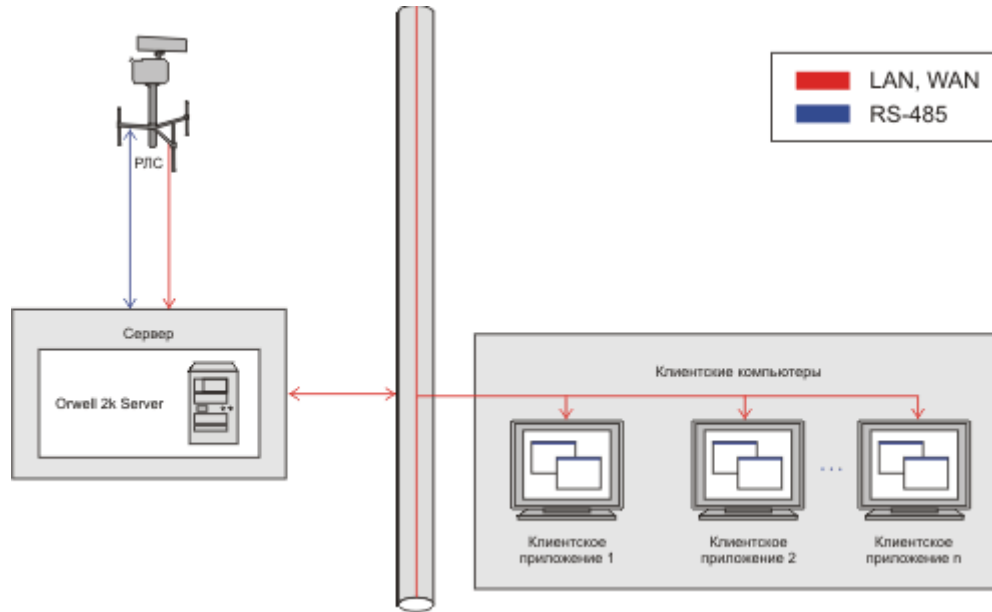 LAN, WAN
RS-485
РЛС
Сервер
Orwell 2k Server
Клиентские компьютеры
Клиентское
приложение 1
Клиентское
приложение 2
...
Клиентское
приложение n